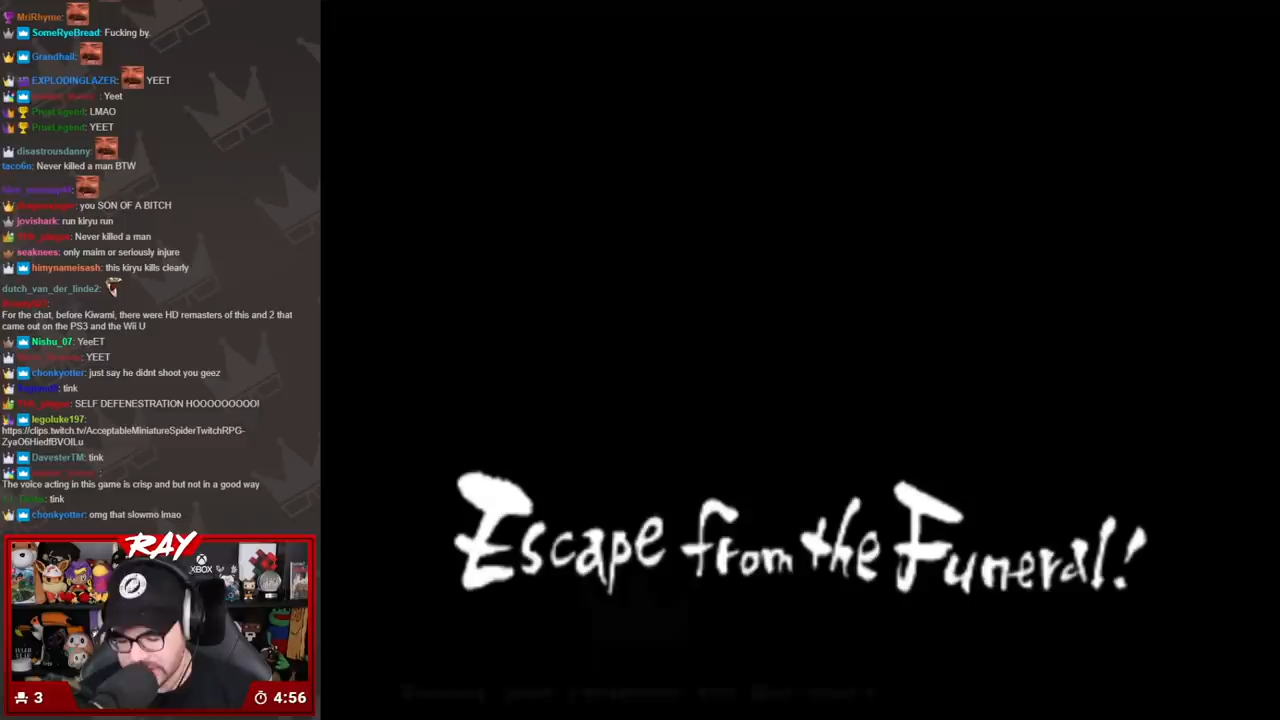 MriRhyme:
SomeRyeBread: Fucking by.
Grandhail:
EXPLODINGLAZER: YEET
: Yeet
PrueLegend: LMAO
PrueLegend: YEET
disastrousdanny:
taco6n: Never killed a man BTW
you SON OF A BITCH
jovishark: run kiryu run
Never killed a man
seaknees: only maim or seriously injure
himynameisash: this kiryu kills clearly
dutch_van_der_linde2:
For the chat, before Kiwami, there were HD remasters of this and 2 that
came out on the PS3 and the Wii U
Nishu_07: YeeET
YEET
chonkyotter: just say he didnt shoot you geez
tink
SELF DEFENESTRATION HOOOOOOOOO!
legoluke197:
https://clips.twitch.tv/AcceptableMiniatureSpiderTwitchRPG-
ZyaO6HiedfBVOILu
DavesterTM: tink
:
The voice acting in this game is crisp and but not in a good way
tink
chonkyotter: omg that slowmo lmao
RAY
XBOX
3
4:56
Escape from the Funeral!